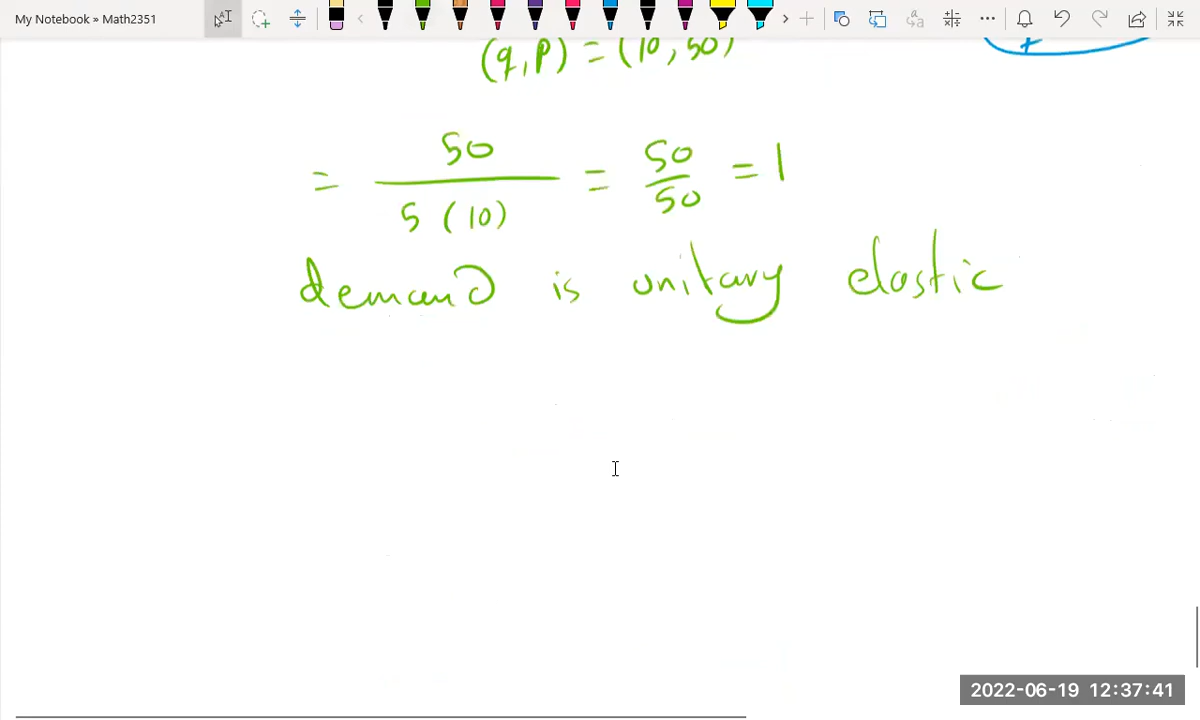 My Notebook » Math2351
(q,p) = (10,50)
= 50 / 5 (10) = 50 / 50 = 1
demand is unitary elastic
2022-06-19 12:37:41